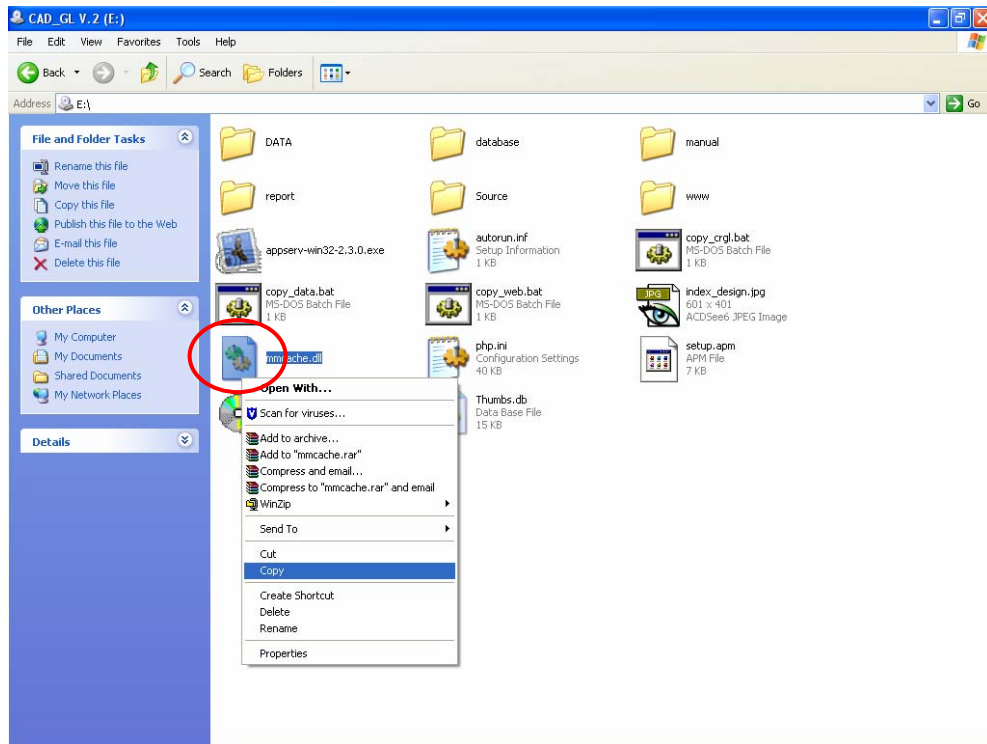 CAD_GL V.2 (E:)
File Edit View Favorites Tools Help
Back Search Folders
Address E:\ Go
File and Folder Tasks
Rename this file
Move this file
Copy this file
Publish this file to the Web
E-mail this file
Delete this file
Other Places
My Computer
My Documents
Shared Documents
My Network Places
Details
DATA
database
manual
report
Source
www
appserv-win32-2.3.0.exe
autorun.inf
Setup Information
1 KB
copy_crgl.bat
MS-DOS Batch File
1 KB
copy_data.bat
MS-DOS Batch File
1 KB
copy_web.bat
MS-DOS Batch File
1 KB
JPG
index_design.jpg
601 x 401
ACDSee6 JPEG Image
mmcache.dll
php.ini
Configuration Settings
40 KB
setup.apm
APM File
7 KB
Thumbs.db
Data Base File
15 KB
Open With...
Scan for viruses...
Add to archive...
Add to "mmcache.rar"
Compress and email...
Compress to "mmcache.rar" and email
WinZip
Send To
Cut
Copy
Create Shortcut
Delete
Rename
Properties